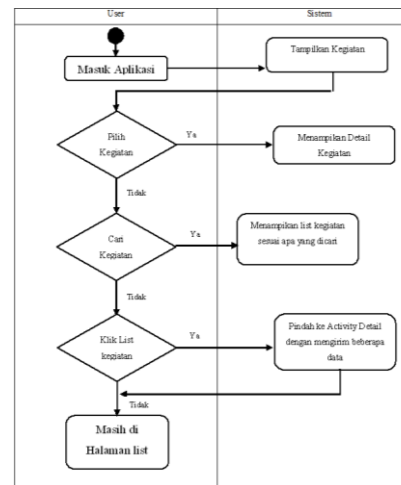 User
Sistem
Masuk Aplikasi
Tampilkan Kegiatan
Pilih
Kegiatan
Ya
Menampikan Detail
Kegiatan
Tidak
Cari
Kegiatan
Ya
Menampikan list kegiatan
sesuai apa yang dicari
Tidak
Klik List
kegiatan
Ya
Pindah ke Activity Detail
dengan mengirim beberapa
data
Tidak
Masih di
Halaman list